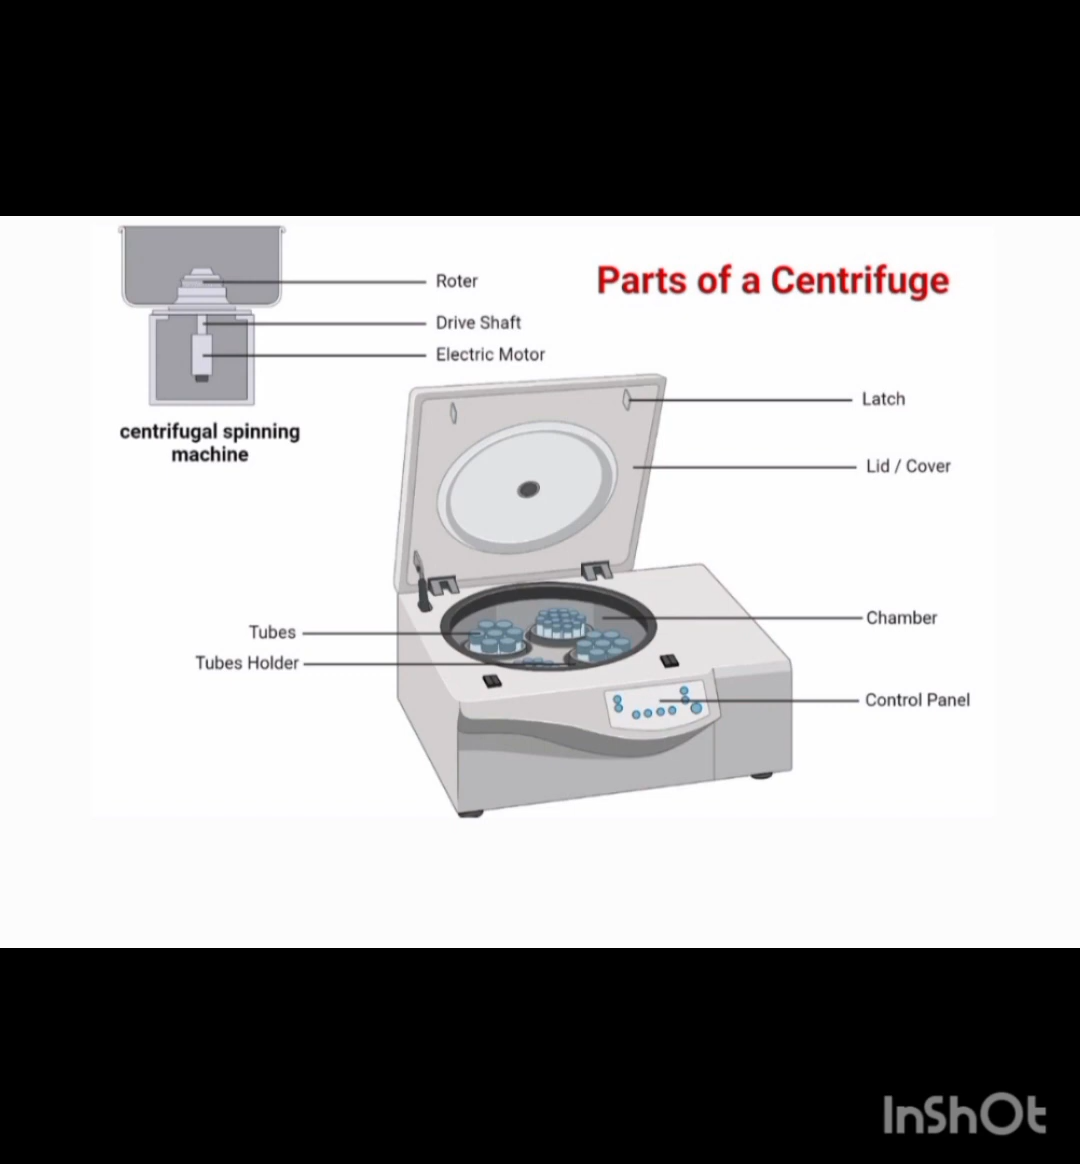 Parts of a Centrifuge
Roter
Drive Shaft
Electric Motor
centrifugal spinning
machine
Latch
Lid / Cover
Chamber
Tubes
Tubes Holder
Control Panel
InShOt